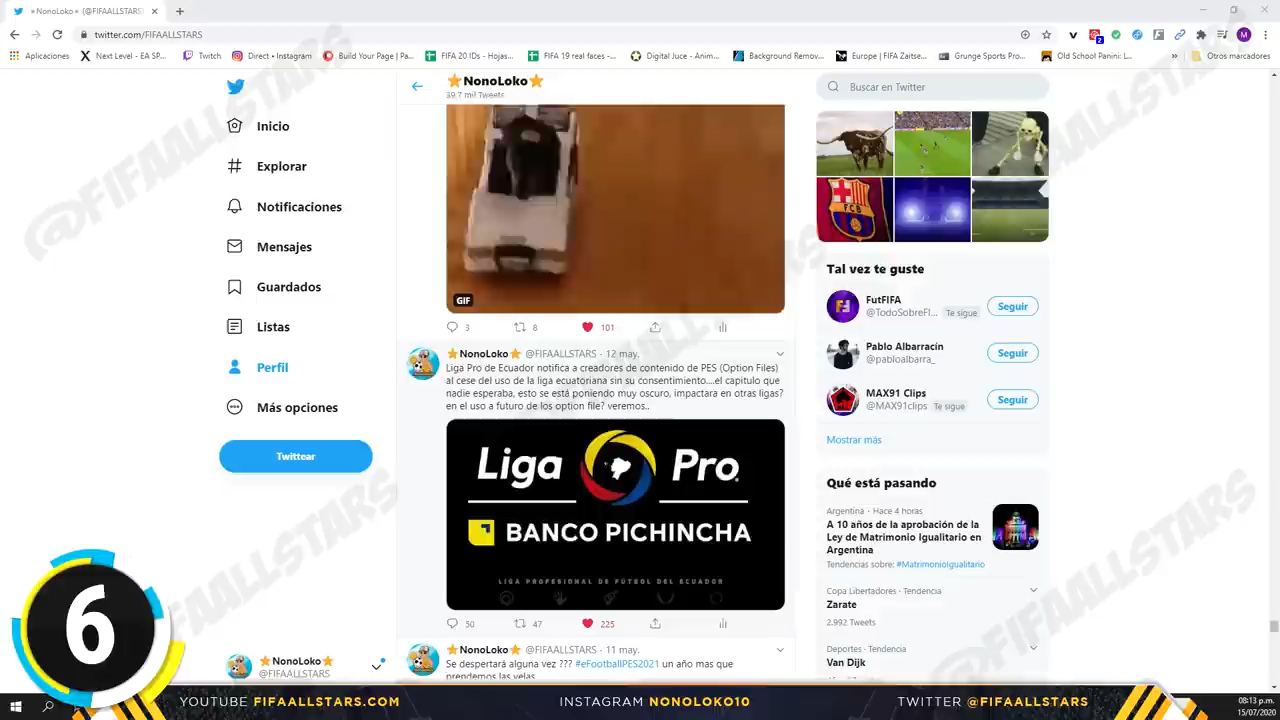 ⭐NonoLoko⭐ (@FIFAALLSTARS
twitter.com/FIFAALLSTARS
Aplicaciones
Next Level - EA SP...
Twitch
Direct • Instagram
Build Your Page | Pa...
FIFA 20 IDs - Hojas...
FIFA 19 real faces -...
Digital Juce - Anim...
Background Remov...
Europe | FIFA Zaitse...
Grunge Sports Pro...
Old School Panini: L...
»
Otros marcadores
⭐NonoLoko⭐
39,7 mil Tweets
Buscar en Twitter
Inicio
Explorar
Notificaciones
Mensajes
Guardados
Listas
Perfil
Más opciones
Twittear
⭐NonoLoko⭐
@FIFAALLSTARS
GIF
3 8 101
⭐NonoLoko⭐ @FIFAALLSTARS · 12 may.
Liga Pro de Ecuador notifica a creadores de contenido de PES (Option Files)
al cese del uso de la liga ecuatoriana sin su consentimiento....el capitulo que
nadie esperaba, esto se está poniendo muy oscuro, impactara en otras ligas?
en el uso a futuro de los option file? veremos..
Liga Pro
BANCO PICHINCHA
LIGA PROFESIONAL DE FÚTBOL DEL ECUADOR
50 47 225
⭐NonoLoko⭐ @FIFAALLSTARS · 11 may.
Se despertará alguna vez ??? #eFootballPES2021 un año mas que
prendemos las velas
FCB
Tal vez te guste
FutFIFA
@TodoSobreFI... Te sigue
Seguir
Pablo Albarracín
@pabloalbarra_
Seguir
MAX91 Clips
@MAX91clips Te sigue
Seguir
Mostrar más
Qué está pasando
Argentina · Hace 4 horas
A 10 años de la aprobación de la
Ley de Matrimonio Igualitario en
Argentina
Tendencias sobre: #MatrimonioIgualitario
Copa Libertadores · Tendencia
Zarate
2.992 Tweets
Deportes · Tendencia
Van Dijk
6
YOUTUBE FIFAALLSTARS.COM
INSTAGRAM NONOLOKO10
TWITTER @FIFAALLSTARS
08:13 p.m.
15/07/2020
@FIFAALLSTARS